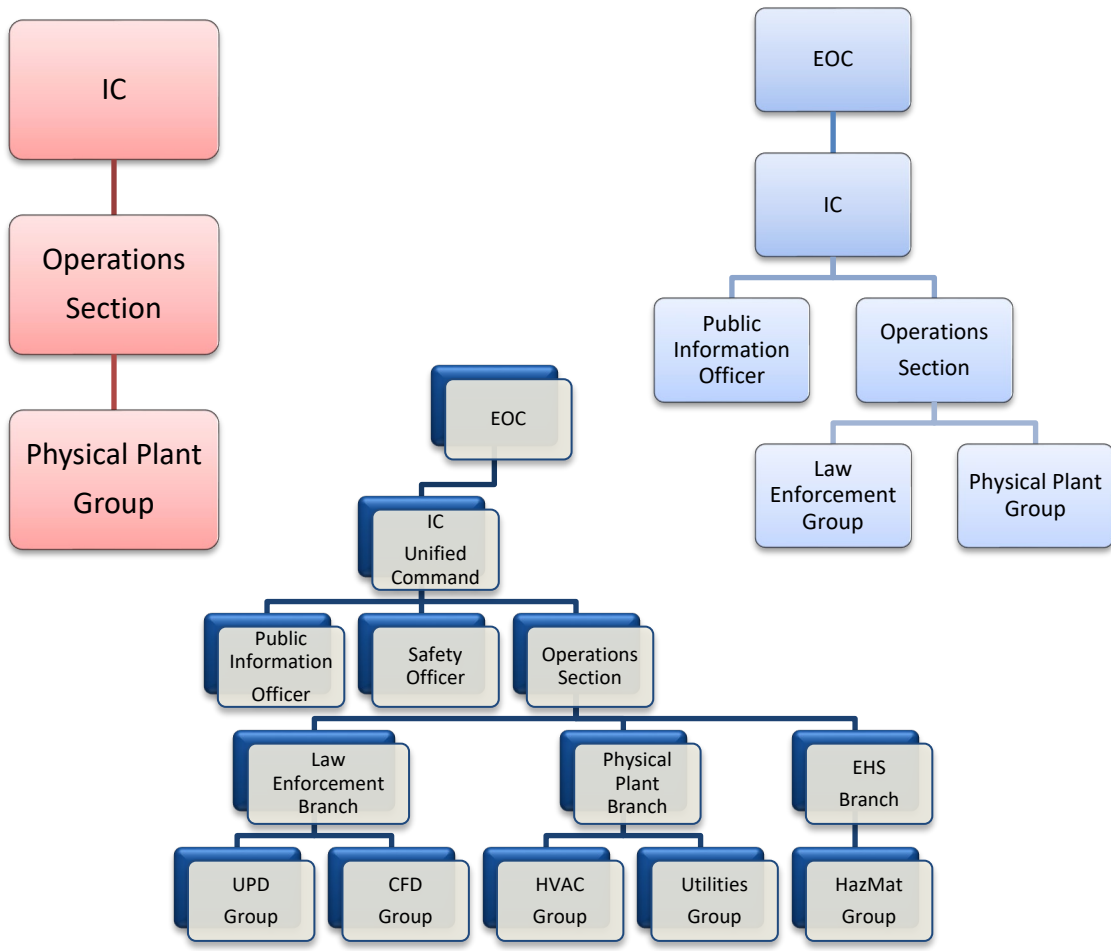 IC
Operations
Section
Physical Plant
Group
EOC
IC
Public
Information
Officer
Operations
Section
Law
Enforcement
Group
Physical Plant
Group
EOC
IC
Unified
Command
Public
Information
Officer
Safety
Officer
Operations
Section
Law
Enforcement
Branch
Physical
Plant
Branch
EHS
Branch
UPD
Group
CFD
Group
HVAC
Group
Utilities
Group
HazMat
Group